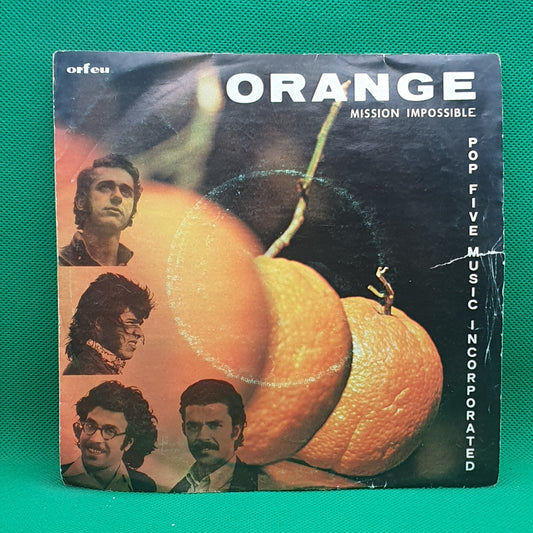 orfeu
ORANGE
MISSION IMPOSSIBLE
POP FIVE MUSIC INCORPORATED